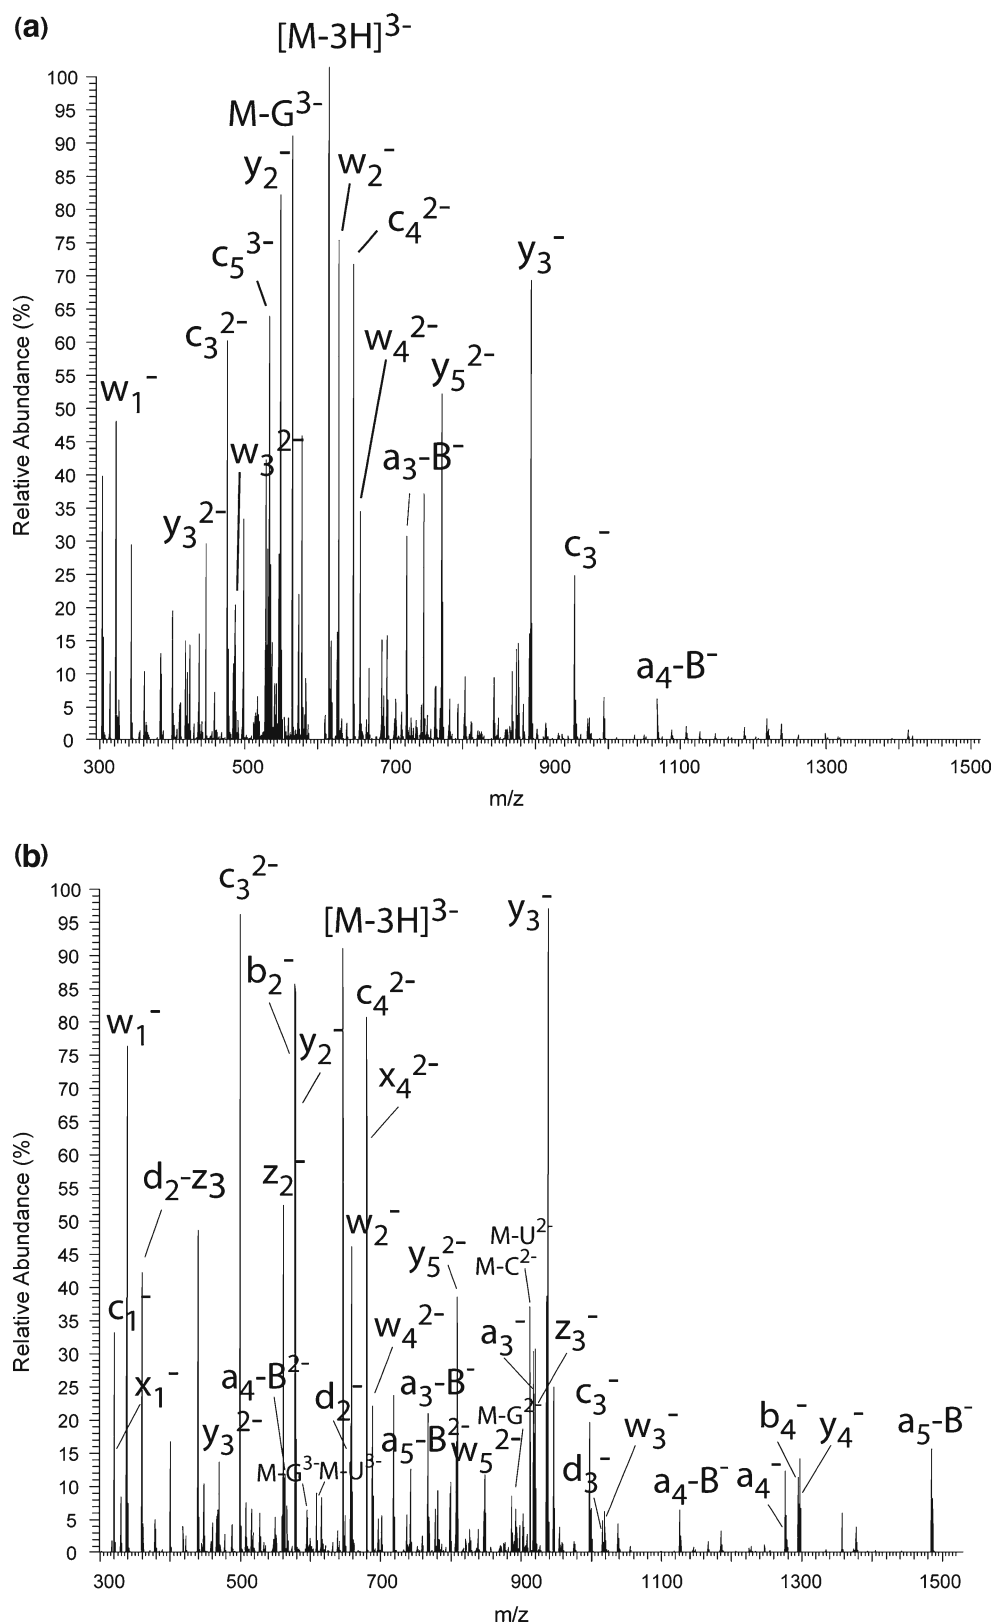 (a)
[M-3H]3-
M-G3-
y2-
w2-
c42-
c53-
y3-
c32-
w42-
y52-
w1-
w32-
a3-B-
y32-
c3-
a4-B-
100
95
90
85
80
75
70
65
60
55
50
45
40
35
30
25
20
15
10
5
0
Relative Abundance (%)
300 500 700 900 1100 1300 1500
m/z
(b)
c32-
[M-3H]3-
y3-
b2-
c42-
w1-
y2-
x42-
d2-z3
z2-
w2-
M-U2-
y52-
M-C2-
c1-
w42-
a3-
z3-
x1-
a4-B2-
d2-
a3-B-
c3-
y32-
M-G2-
w3-
b4-
y4-
a5-B-
a5-B2-
w52-
M-G3-
M-U3-
d3-
a4-B-
a4-
100
95
90
85
80
75
70
65
60
55
50
45
40
35
30
25
20
15
10
5
0
Relative Abundance (%)
300 500 700 900 1100 1300 1500
m/z